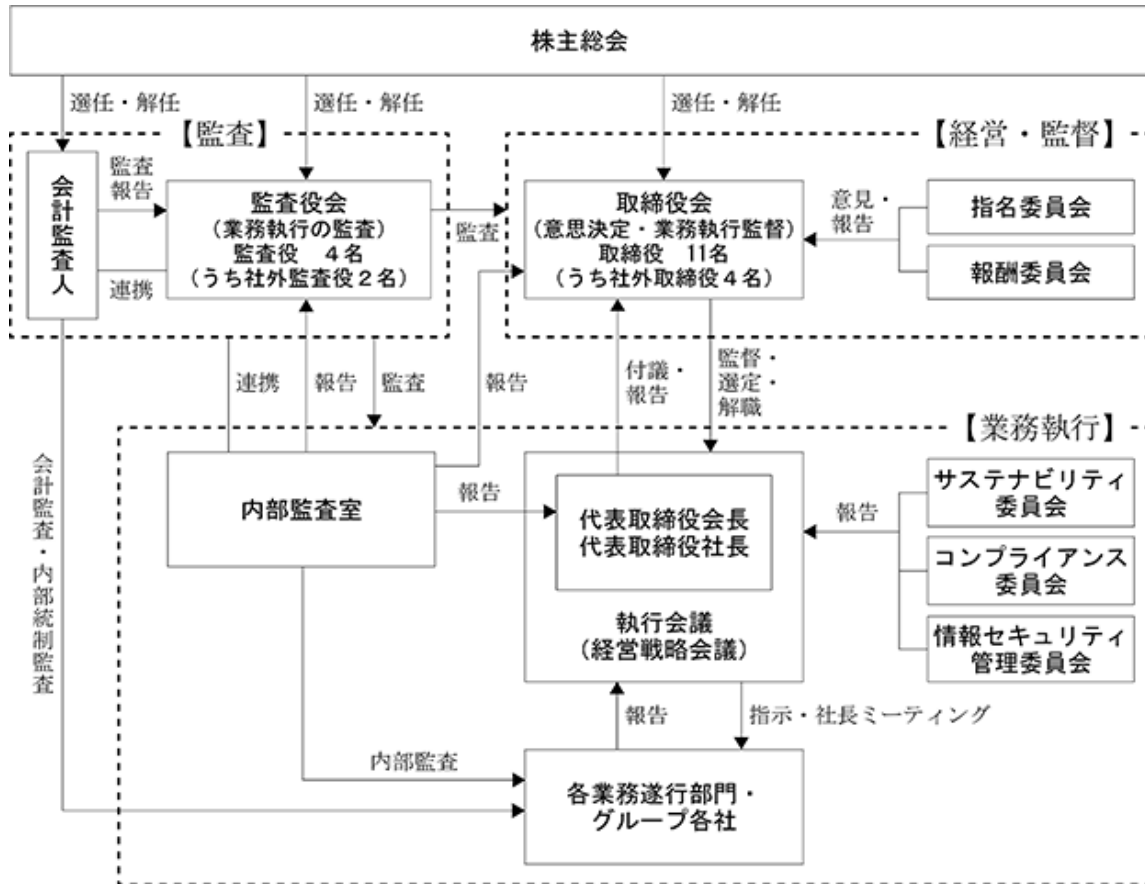 株主総会
選任・解任
選任・解任
選任・解任
【監査】
【経営・監督】
会計監査人
監査
報告
連携
監査役会
(業務執行の監査)
監査役 4名
(うち社外監査役2名)
監査
取締役会
(意思決定・業務執行監督)
取締役 11名
(うち社外取締役4名)
意見・
報告
指名委員会
報酬委員会
連携
報告
監査
報告
付議・
報告
監督・
選定・
解職
【業務執行】
会計監査・内部統制監査
内部監査室
報告
代表取締役会長
代表取締役社長
執行会議
(経営戦略会議)
報告
サステナビリティ
委員会
コンプライアンス
委員会
情報セキュリティ
管理委員会
報告
指示・社長ミーティング
内部監査
各業務遂行部門・
グループ各社